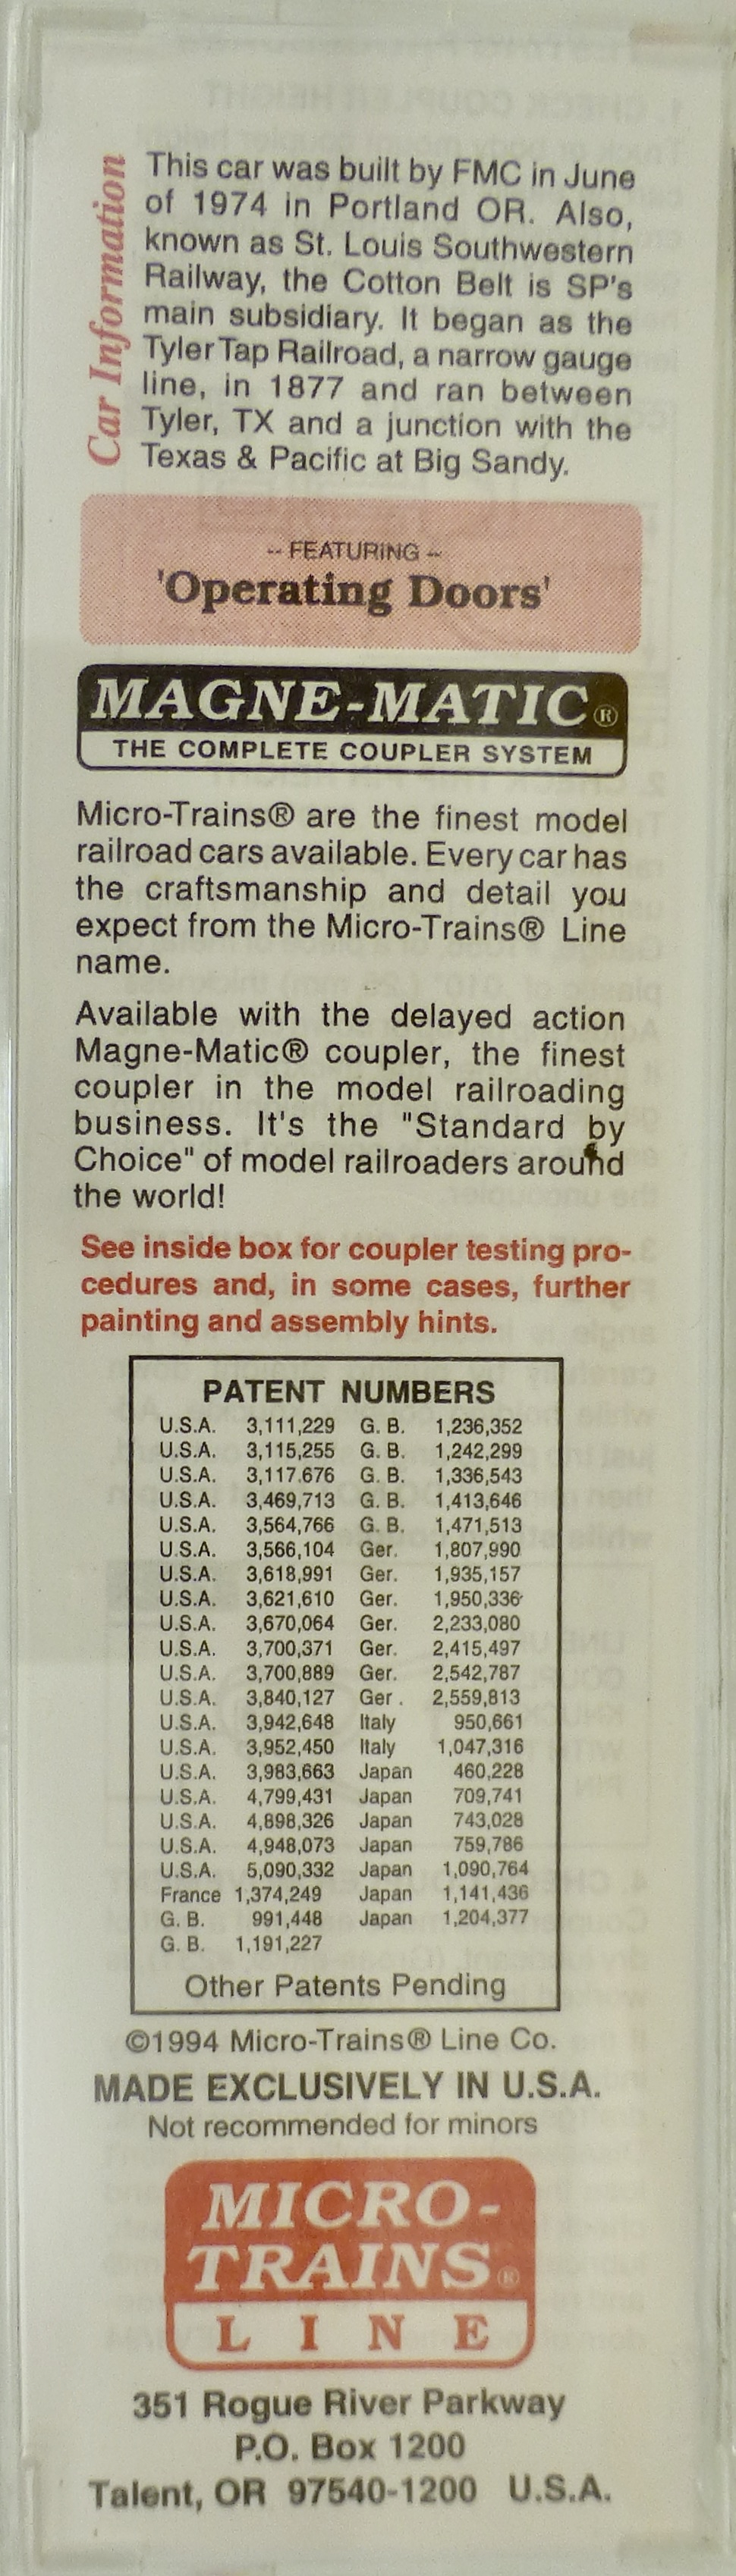 Car Information
This car was built by FMC in June
of 1974 in Portland OR. Also,
known as St. Louis Southwestern
Railway, the Cotton Belt is SP's
main subsidiary. It began as the
Tyler Tap Railroad, a narrow gauge
line, in 1877 and ran between
Tyler, TX and a junction with the
Texas & Pacific at Big Sandy.
-- FEATURING --
'Operating Doors'
MAGNE-MATIC®
THE COMPLETE COUPLER SYSTEM
Micro-Trains® are the finest model
railroad cars available. Every car has
the craftsmanship and detail you
expect from the Micro-Trains® Line
name.
Available with the delayed action
Magne-Matic® coupler, the finest
coupler in the model railroading
business. It's the "Standard by
Choice" of model railroaders around
the world!
See inside box for coupler testing pro-
cedures and, in some cases, further
painting and assembly hints.
PATENT NUMBERS
U.S.A. 3,111,229 G. B. 1,236,352
U.S.A. 3,115,255 G. B. 1,242,299
U.S.A. 3,117.676 G. B. 1,336,543
U.S.A. 3,469,713 G. B. 1,413,646
U.S.A. 3,564,766 G. B. 1,471,513
U.S.A. 3,566,104 Ger. 1,807,990
U.S.A. 3,618,991 Ger. 1,935,157
U.S.A. 3,621,610 Ger. 1,950,336
U.S.A. 3,670,064 Ger. 2,233,080
U.S.A. 3,700,371 Ger. 2,415,497
U.S.A. 3,700,889 Ger. 2,542,787
U.S.A. 3,840,127 Ger . 2,559,813
U.S.A. 3,942,648 Italy 950,661
U.S.A. 3,952,450 Italy 1,047,316
U.S.A. 3,983,663 Japan 460,228
U.S.A. 4,799,431 Japan 709,741
U.S.A. 4,898,326 Japan 743,028
U.S.A. 4,948,073 Japan 759,786
U.S.A. 5,090,332 Japan 1,090,764
France 1,374,249 Japan 1,141,436
G. B. 991,448 Japan 1,204,377
G. B. 1,191,227
Other Patents Pending
©1994 Micro-Trains® Line Co.
MADE EXCLUSIVELY IN U.S.A.
Not recommended for minors
MICRO-
TRAINS®
LINE
351 Rogue River Parkway
P.O. Box 1200
Talent, OR 97540-1200 U.S.A.